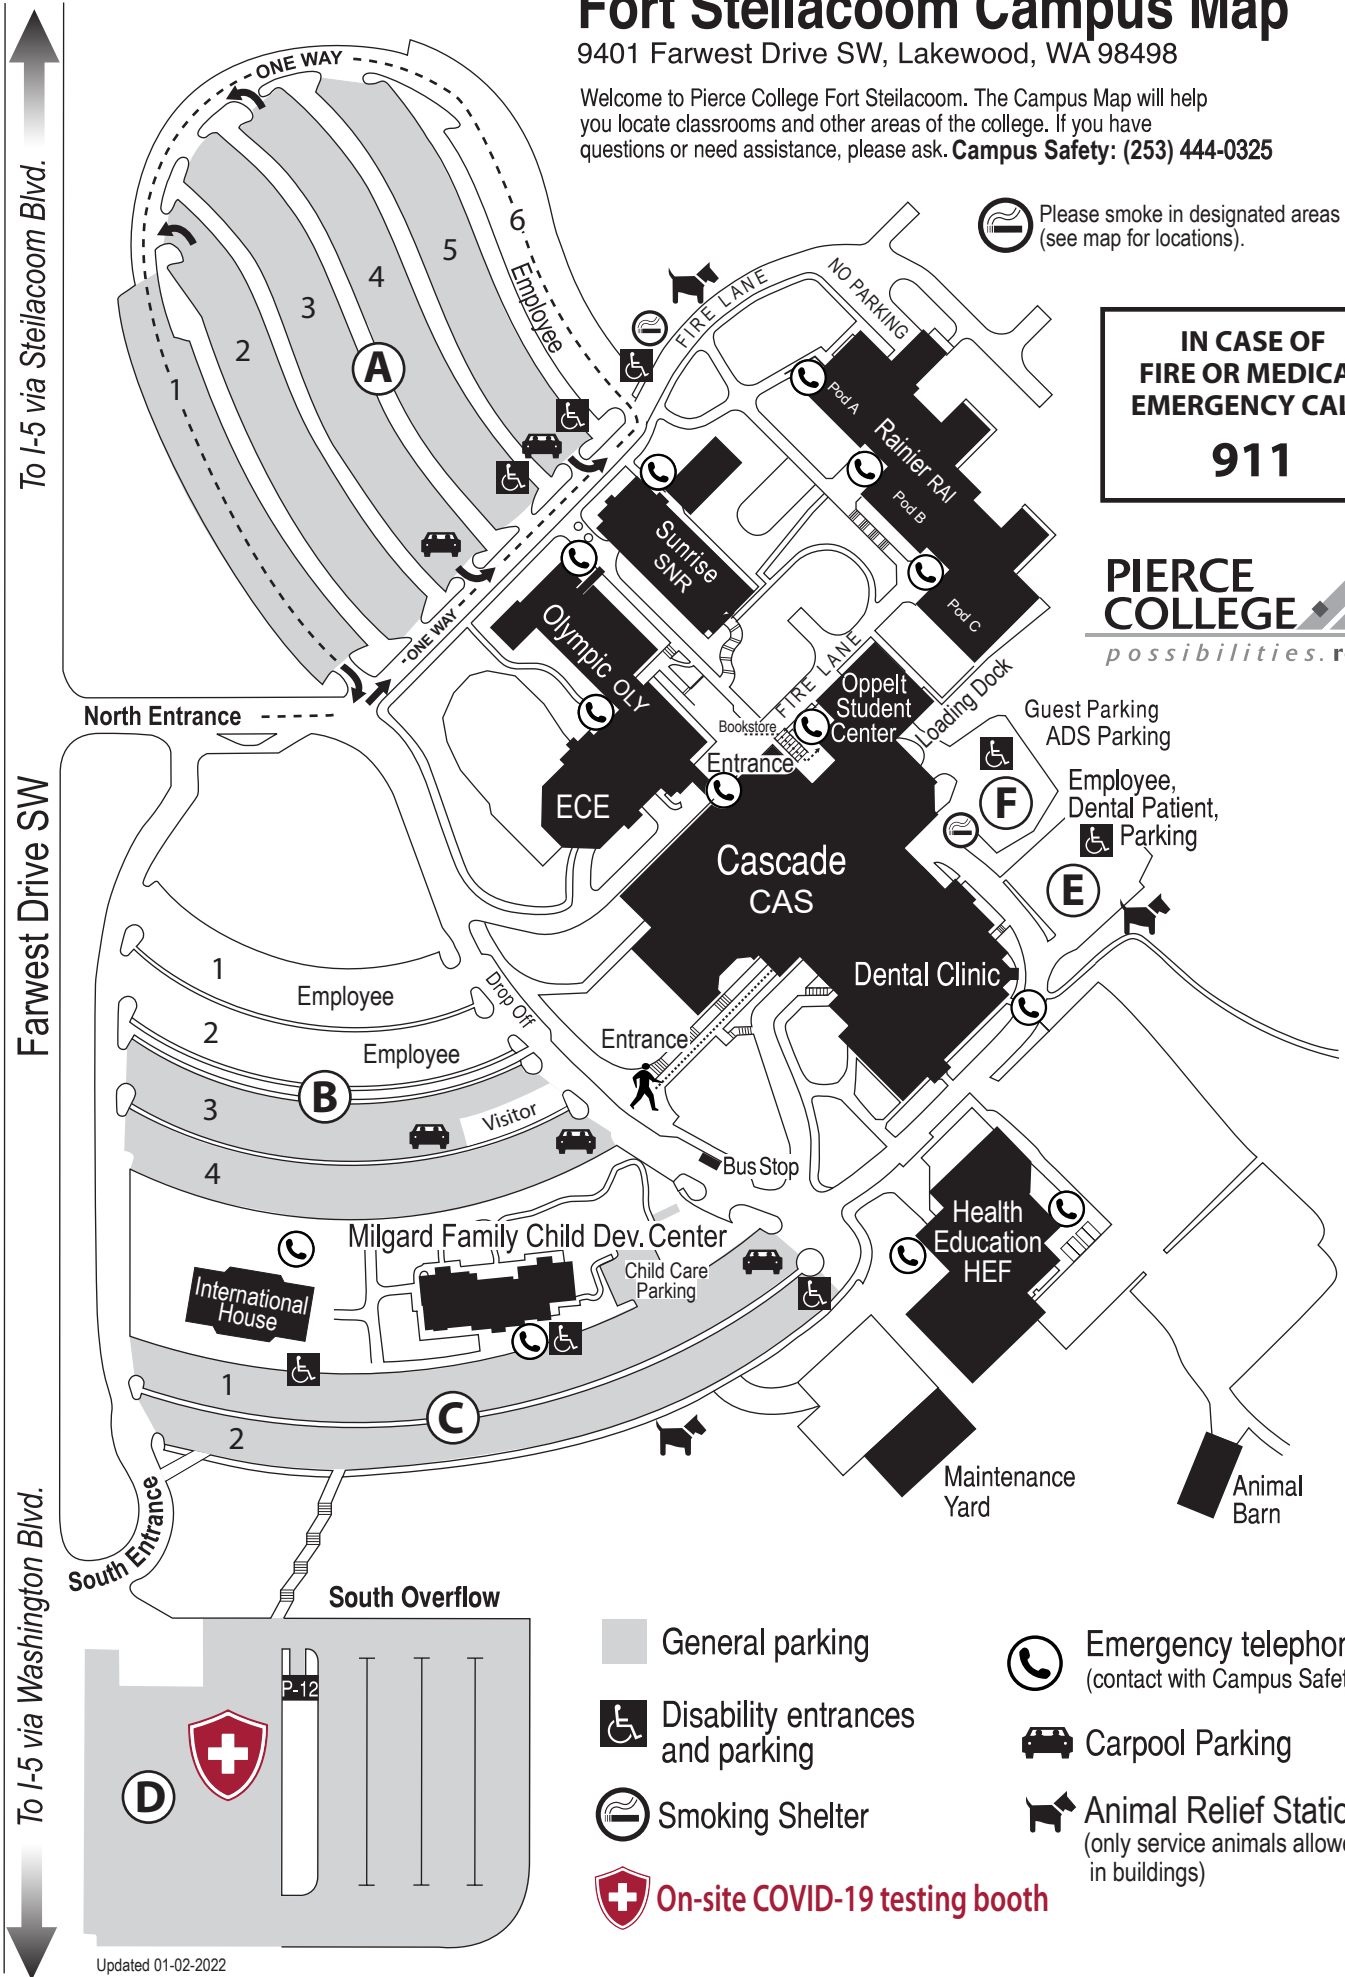 Fort Steilacoom Campus Map
9401 Farwest Drive SW, Lakewood, WA 98498
Welcome to Pierce College Fort Steilacoom. The Campus Map will help
you locate classrooms and other areas of the college. If you have
questions or need assistance, please ask. Campus Safety: (253) 444-0325
Please smoke in designated areas
(see map for locations).
IN CASE OF
FIRE OR MEDICA
EMERGENCY CAL
911
PIERCE
COLLEGE
possibilities. r
To I-5 via Steilacoom Blvd.
Farwest Drive SW
To I-5 via Washington Blvd.
ONE WAY
1
2
3
4
5
6
Employee
A
ONE WAY
North Entrance
FIRE LANE
NO PARKING
Pod A
Rainier RAI
Pod B
Pod C
Sunrise
SNR
Olympic OLY
ECE
FIRE LANE
Oppelt
Student
Center
Loading Dock
Bookstore
Entrance
Guest Parking
ADS Parking
F
Employee,
Dental Patient,
Parking
E
Cascade
CAS
Dental Clinic
1
Employee
2
Employee
B
3
Visitor
4
Drop Off
Entrance
Bus Stop
Milgard Family Child Dev. Center
Child Care
Parking
International
House
Health
Education
HEF
1
C
2
Maintenance
Yard
Animal
Barn
South Entrance
South Overflow
P-12
D
General parking
Disability entrances
and parking
Smoking Shelter
On-site COVID-19 testing booth
Emergency telephon
(contact with Campus Safet
Carpool Parking
Animal Relief Static
(only service animals allowe
in buildings)
Updated 01-02-2022